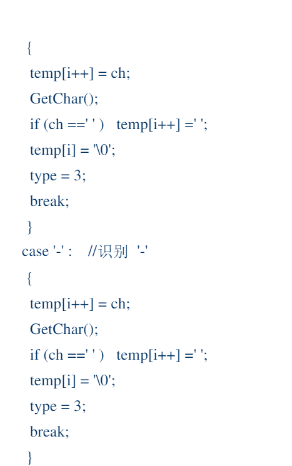 {
temp[i++] = ch;
GetChar();
if (ch ==' ' )   temp[i++] =' ';
temp[i] = '\0';
type = 3;
break;
}
case '-' :    //识别  '-'
{
temp[i++] = ch;
GetChar();
if (ch ==' ' )   temp[i++] =' ';
temp[i] = '\0';
type = 3;
break;
}